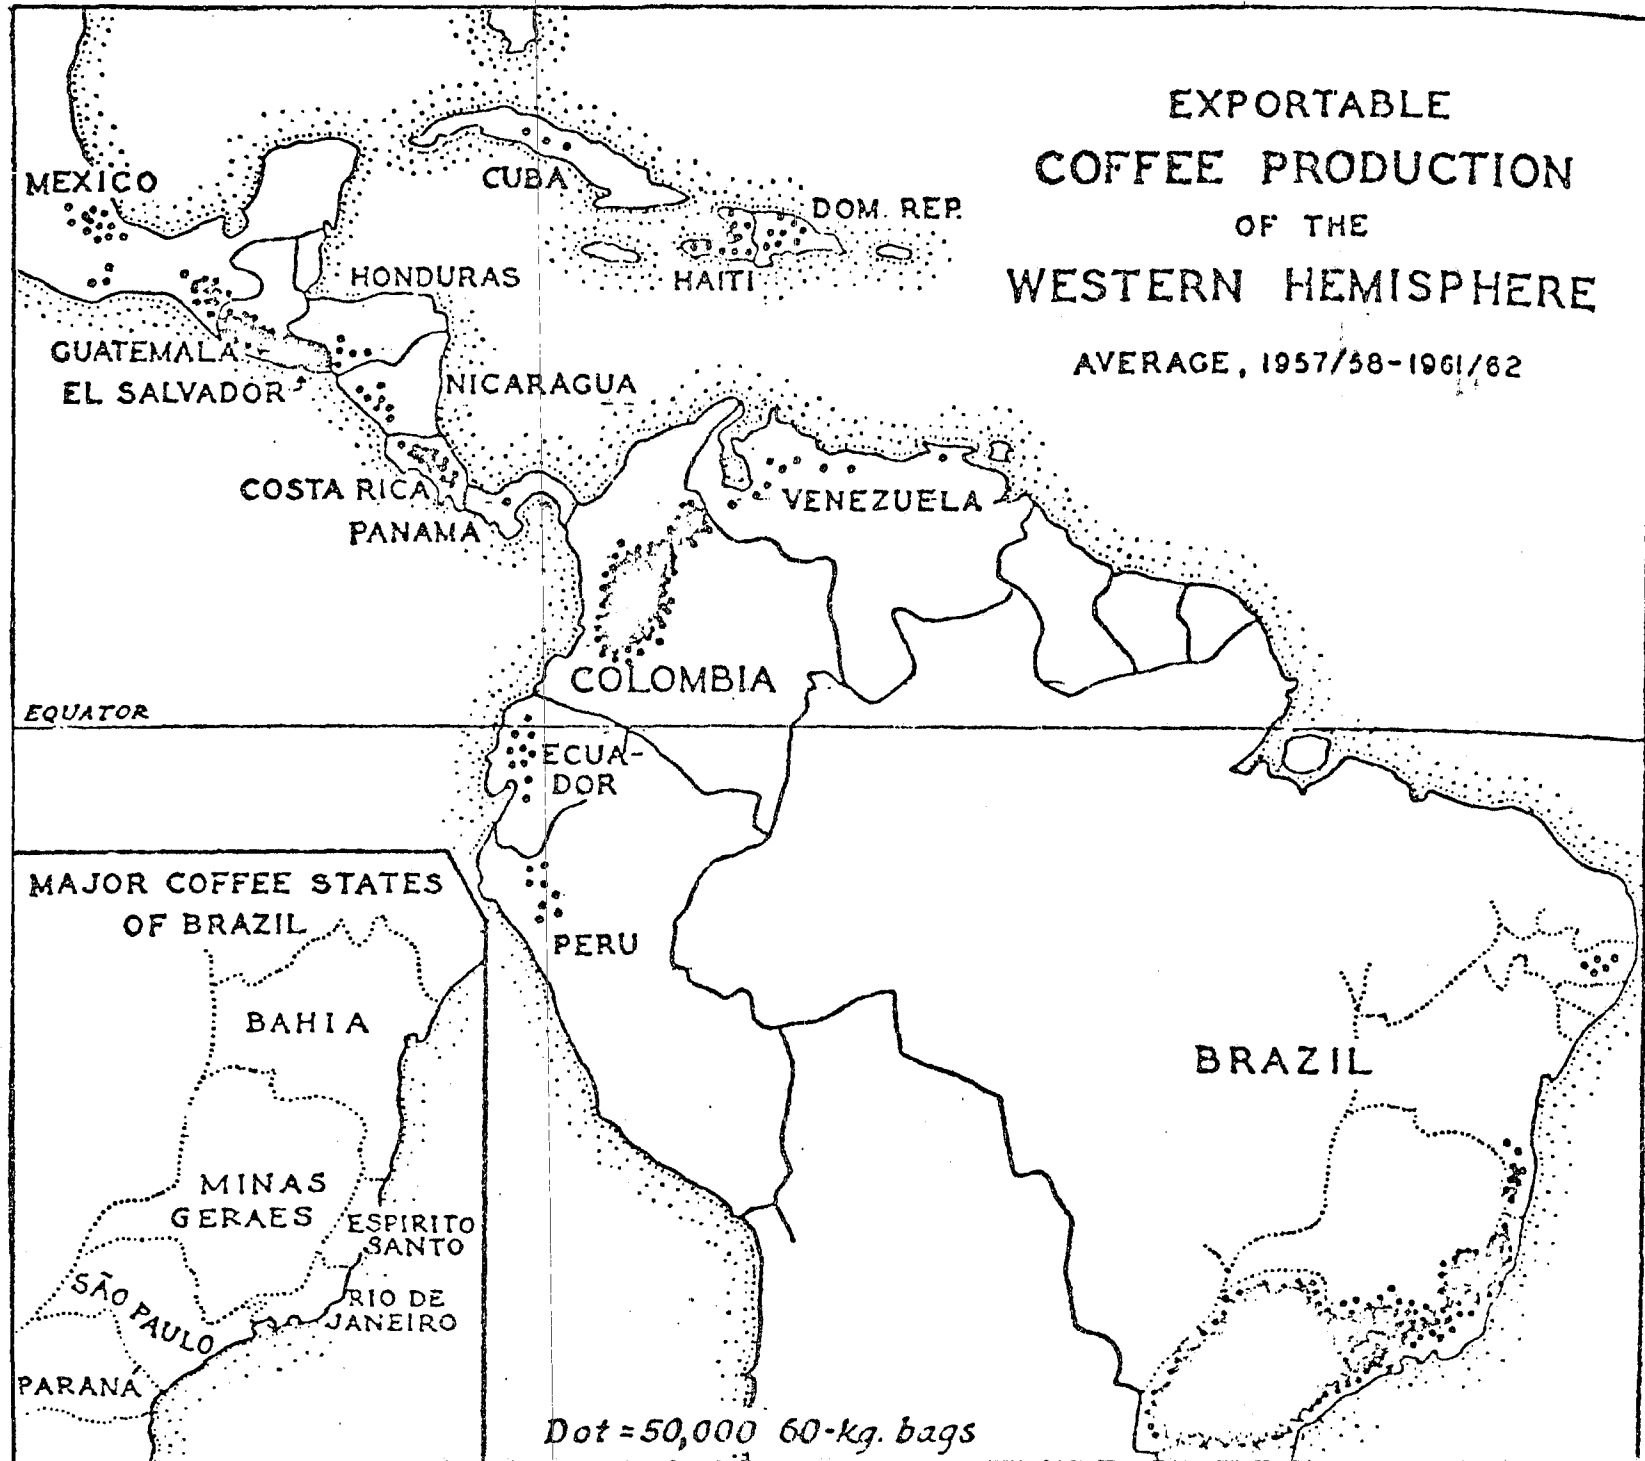 EXPORTABLE
COFFEE PRODUCTION
OF THE
WESTERN HEMISPHERE
AVERAGE, 1957/58-1961/62
MEXICO
CUBA
DOM. REP.
HAITI
HONDURAS
GUATEMALA
EL SALVADOR
NICARAGUA
COSTA RICA
PANAMA
VENEZUELA
COLOMBIA
EQUATOR
ECUA-
DOR
PERU
BRAZIL
MAJOR COFFEE STATES
OF BRAZIL
BAHIA
MINAS
GERAES
ESPIRITO
SANTO
SÃO PAULO
RIO DE
JANEIRO
PARANÁ
Dot = 50,000 60-kg. bags